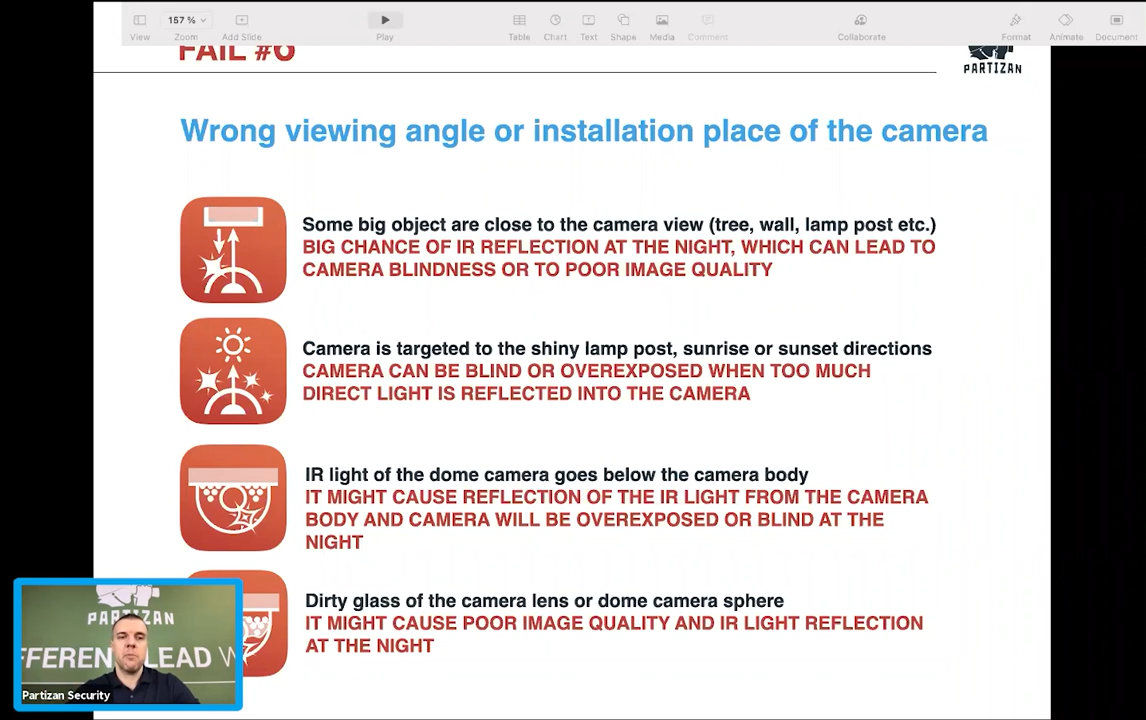 157 %
View
Zoom
Add Slide
Play
Table
Chart
Text
Shape
Media
Comment
Collaborate
Format
Animate
Document
FAIL #6
PARTIZAN
Wrong viewing angle or installation place of the camera
Some big object are close to the camera view (tree, wall, lamp post etc.)
BIG CHANCE OF IR REFLECTION AT THE NIGHT, WHICH CAN LEAD TO
CAMERA BLINDNESS OR TO POOR IMAGE QUALITY
Camera is targeted to the shiny lamp post, sunrise or sunset directions
CAMERA CAN BE BLIND OR OVEREXPOSED WHEN TOO MUCH
DIRECT LIGHT IS REFLECTED INTO THE CAMERA
IR light of the dome camera goes below the camera body
IT MIGHT CAUSE REFLECTION OF THE IR LIGHT FROM THE CAMERA
BODY AND CAMERA WILL BE OVEREXPOSED OR BLIND AT THE
NIGHT
Dirty glass of the camera lens or dome camera sphere
IT MIGHT CAUSE POOR IMAGE QUALITY AND IR LIGHT REFLECTION
AT THE NIGHT
PARTIZAN
FFEREN LEAD W
Partizan Security